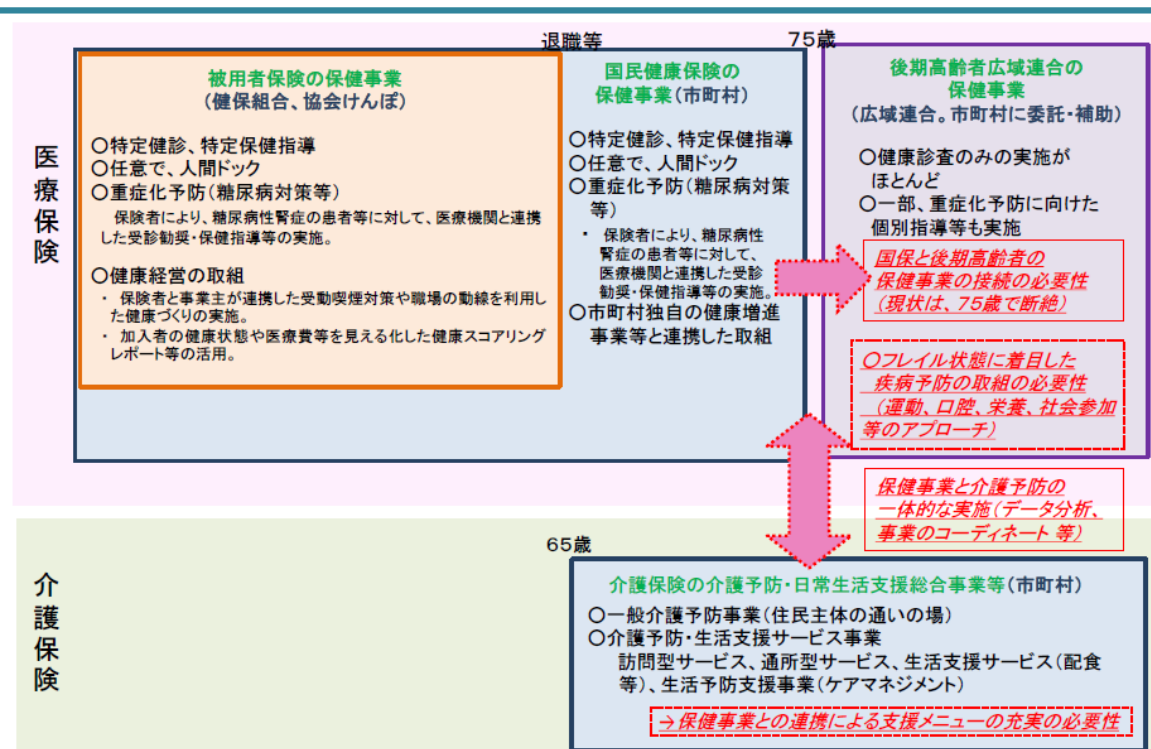 医療保険
退職等
75歳
被用者保険の保健事業
(健保組合、協会けんぽ)
○特定健診、特定保健指導
○任意で、人間ドック
○重症化予防(糖尿病対策等)
保険者により、糖尿病性腎症の患者等に対して、医療機関と連携
した受診勧奨・保健指導等の実施。
○健康経営の取組
・ 保険者と事業主が連携した受動喫煙対策や職場の動線を利用し
た健康づくりの実施。
・ 加入者の健康状態や医療費等を見える化した健康スコアリング
レポート等の活用。
国民健康保険の
保健事業(市町村)
○特定健診、特定保健指導
○任意で、人間ドック
○重症化予防(糖尿病対策
等)
・ 保険者により、糖尿病性
腎症の患者等に対して、
医療機関と連携した受診
勧奨・保健指導等の実施。
○市町村独自の健康増進
事業等と連携した取組
後期高齢者広域連合の
保健事業
(広域連合。市町村に委託・補助)
○健康診査のみの実施が
ほとんど
○一部、重症化予防に向けた
個別指導等も実施
国保と後期高齢者の
保健事業の接続の必要性
(現状は、75歳で断絶)
○フレイル状態に着目した
疾病予防の取組の必要性
(運動、口腔、栄養、社会参加
等のアプローチ)
保健事業と介護予防の
一体的な実施(データ分析、
事業のコーディネート 等)
介護保険
65歳
介護保険の介護予防・日常生活支援総合事業等(市町村)
○一般介護予防事業(住民主体の通いの場)
○介護予防・生活支援サービス事業
訪問型サービス、通所型サービス、生活支援サービス(配食
等)、生活予防支援事業(ケアマネジメント)
→保健事業との連携による支援メニューの充実の必要性